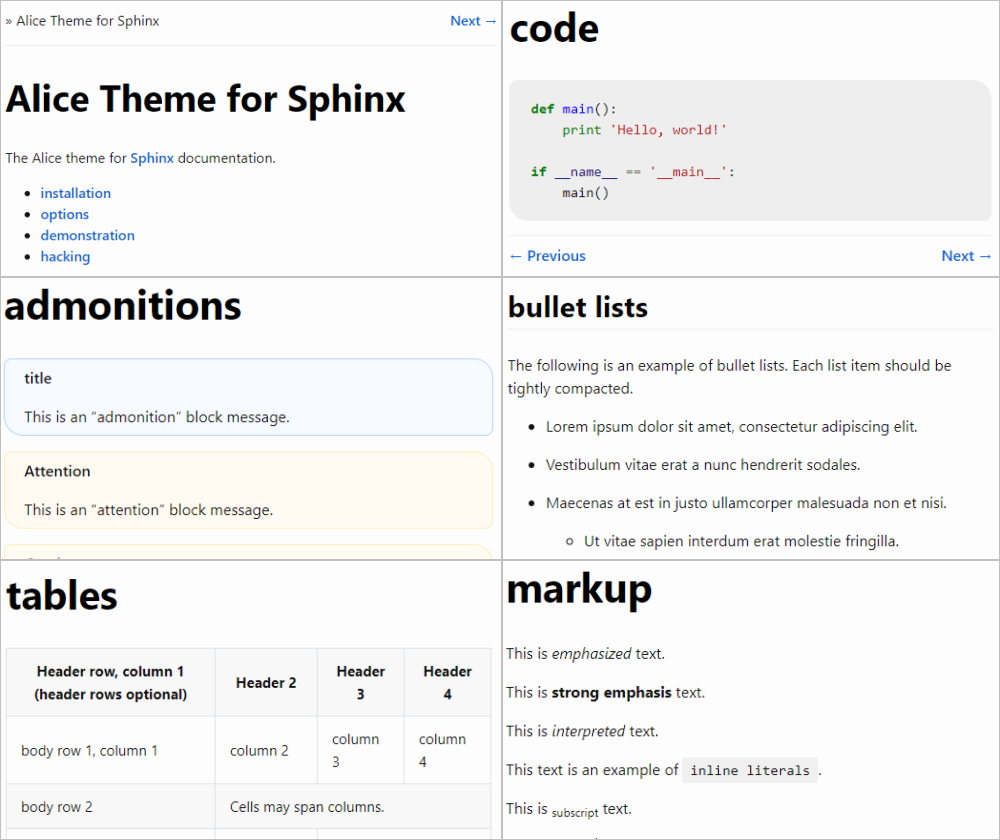 » Alice Theme for Sphinx
Next →
Alice Theme for Sphinx
The Alice theme for Sphinx documentation.
• installation
• options
• demonstration
• hacking
code
def main():
    print 'Hello, world!'
if __name__ == '__main__':
    main()
← Previous
Next →
admonitions
title
This is an “admonition” block message.
Attention
This is an “attention” block message.
bullet lists
The following is an example of bullet lists. Each list item should be
tightly compacted.
• Lorem ipsum dolor sit amet, consectetur adipiscing elit.
• Vestibulum vitae erat a nunc hendrerit sodales.
• Maecenas at est in justo ullamcorper malesuada non et nisi.
◦ Ut vitae sapien interdum erat molestie fringilla.
tables
Header row, column 1
(header rows optional)
Header 2
Header
3
Header
4
body row 1, column 1
column 2
column
3
column
4
body row 2
Cells may span columns.
markup
This is emphasized text.
This is strong emphasis text.
This is interpreted text.
This text is an example of inline literals .
This is subscript text.